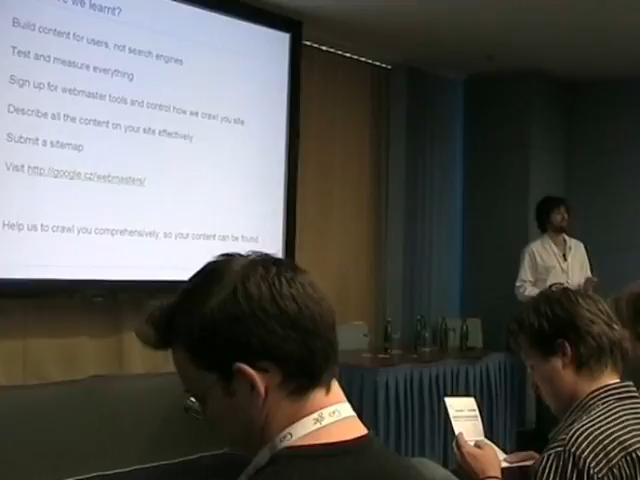 we learnt?
Build content for users, not search engines
Test and measure everything
Sign up for webmaster tools and control how we crawl you site
Describe all the content on your site effectively
Submit a sitemap
Visit http://google.cz/webmasters/
Help us to crawl you comprehensively, so your content can be found